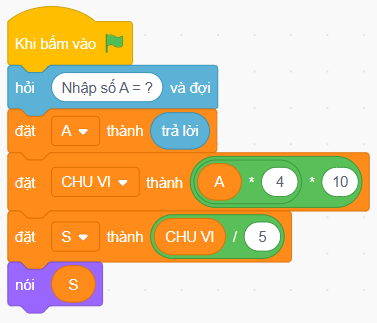 Khi bấm vào
hỏi Nhập số A = ? và đợi
đặt A thành trả lời
đặt CHU VI thành A * 4 * 10
đặt S thành CHU VI / 5
nói S